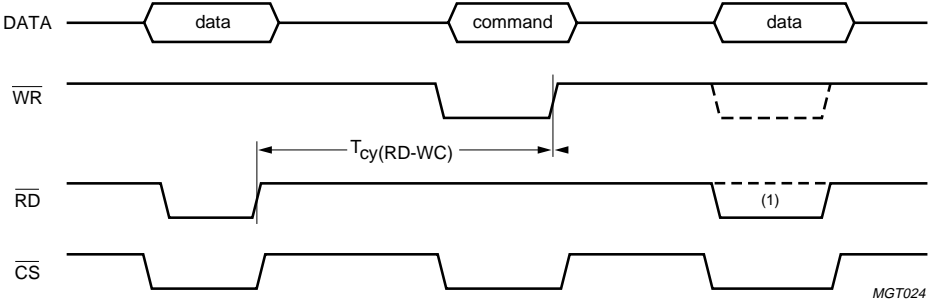 DATA data command data
WR
Tcy(RD-WC)
RD (1)
CS
MGT024